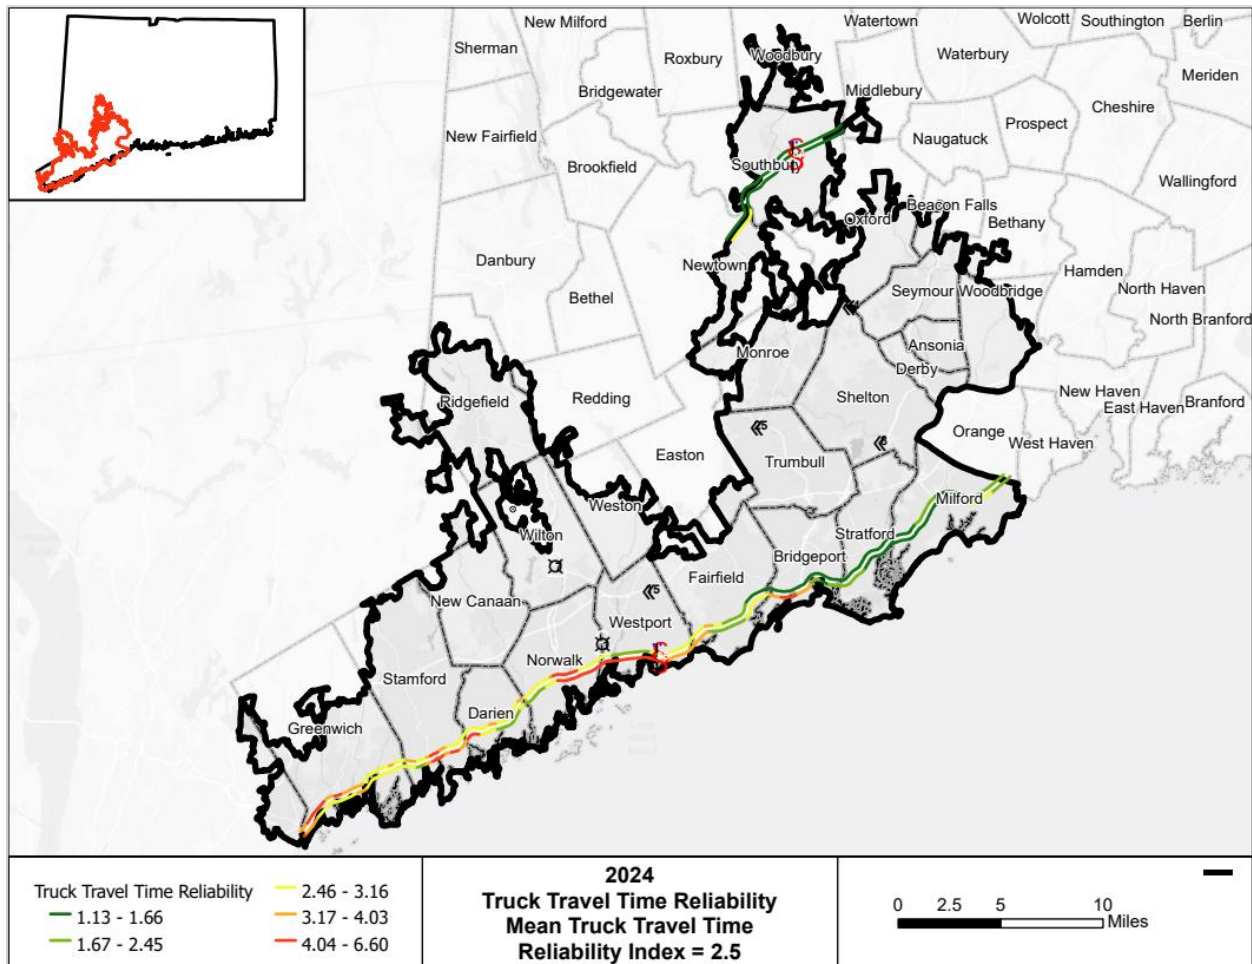 New Milford
Watertown
Wolcott
Southington
Berlin
Sherman
Roxbury
Woodbury
Waterbury
Meriden
Bridgewater
Middlebury
Cheshire
New Fairfield
Naugatuck
Prospect
Brookfield
Southbury
Wallingford
Oxford
Beacon Falls
Bethany
Danbury
Newtown
Hamden
Bethel
Seymour
Woodbridge
North Haven
North Branford
Monroe
Ansonia
Derby
Ridgefield
Redding
Shelton
New Haven
East Haven
Branford
Orange
West Haven
Easton
Trumbull
Weston
Milford
Wilton
Stratford
Bridgeport
Fairfield
New Canaan
Westport
Norwalk
Stamford
Darien
Greenwich
Truck Travel Time Reliability
1.13 - 1.66
1.67 - 2.45
2.46 - 3.16
3.17 - 4.03
4.04 - 6.60
2024
Truck Travel Time Reliability
Mean Truck Travel Time
Reliability Index = 2.5
0 2.5 5 10
Miles